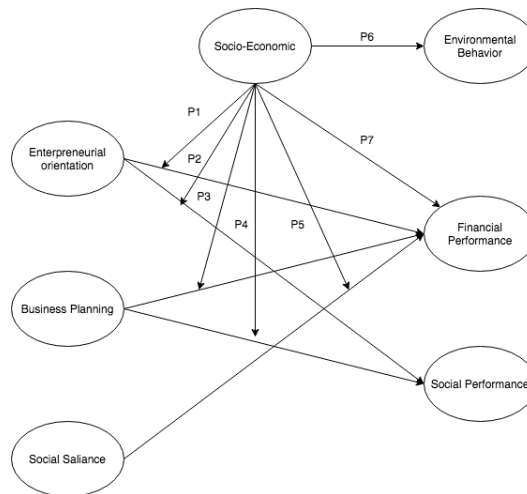 Socio-Economic
P6
Environmental
Behavior
P1
P2
P7
Enterpreneurial
orientation
P3
P4
P5
Financial
Performance
Business Planning
Social Performance
Social Saliance